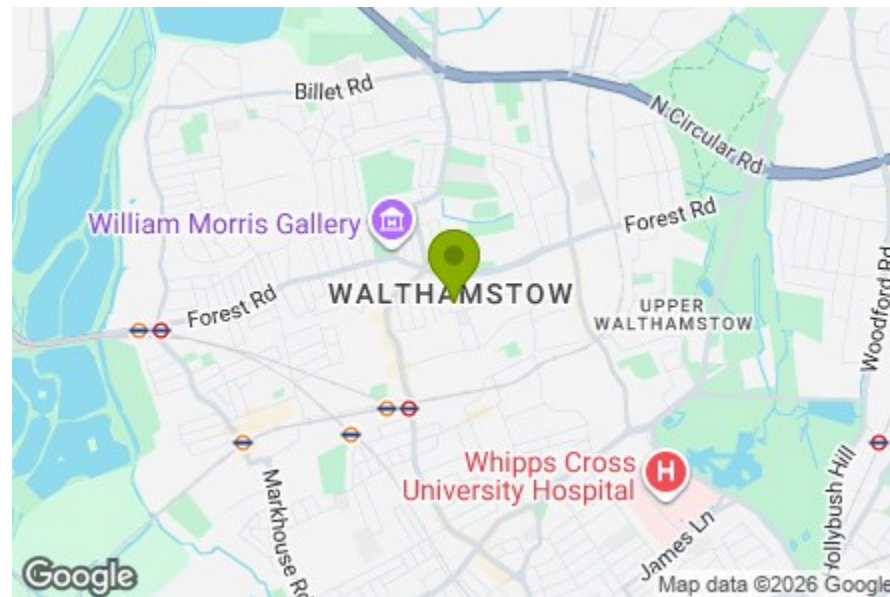 Billet Rd
N Circular Rd
William Morris Gallery
Forest Rd
WALTHAMSTOW
Forest Rd
UPPER
WALTHAMSTOW
Woodford Rd
Whipps Cross
University Hospital
H
Markhouse Rd
James Ln
Hollybush Hill
Google
Map data ©2026 Google